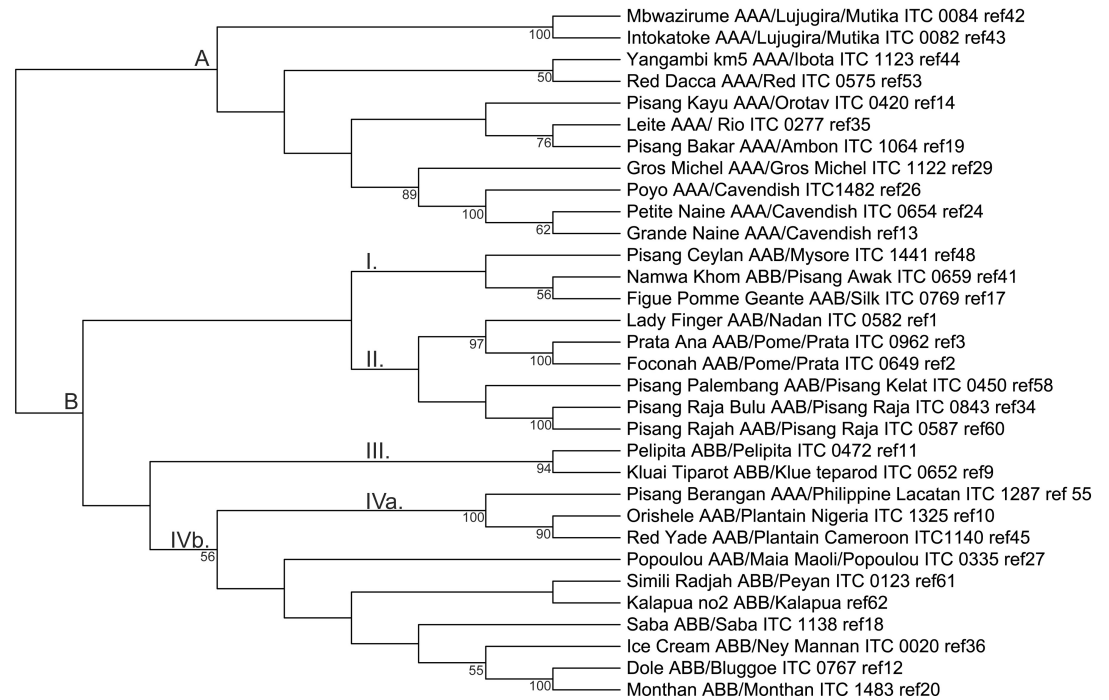 Mbwazirume AAA/Lujugira/Mutika ITC 0084 ref42
100
Intokatoke AAA/Lujugira/Mutika ITC 0082 ref43
A
Yangambi km5 AAA/Ibota ITC 1123 ref44
50
Red Dacca AAA/Red ITC 0575 ref53
Pisang Kayu AAA/Orotav ITC 0420 ref14
Leite AAA/ Rio ITC 0277 ref35
76
Pisang Bakar AAA/Ambon ITC 1064 ref19
Gros Michel AAA/Gros Michel ITC 1122 ref29
89
Poyo AAA/Cavendish ITC1482 ref26
100
Petite Naine AAA/Cavendish ITC 0654 ref24
62
Grande Naine AAA/Cavendish ref13
Pisang Ceylan AAB/Mysore ITC 1441 ref48
I.
Namwa Khom ABB/Pisang Awak ITC 0659 ref41
56
Figue Pomme Geante AAB/Silk ITC 0769 ref17
Lady Finger AAB/Nadan ITC 0582 ref1
97
Prata Ana AAB/Pome/Prata ITC 0962 ref3
II.
100
Foconah AAB/Pome/Prata ITC 0649 ref2
Pisang Palembang AAB/Pisang Kelat ITC 0450 ref58
B
Pisang Raja Bulu AAB/Pisang Raja ITC 0843 ref34
100
Pisang Rajah AAB/Pisang Raja ITC 0587 ref60
III.
Pelipita ABB/Pelipita ITC 0472 ref11
94
Kluai Tiparot ABB/Klue teparod ITC 0652 ref9
Pisang Berangan AAA/Philippine Lacatan ITC 1287 ref 55
IVa.
100
Orishele AAB/Plantain Nigeria ITC 1325 ref10
90
Red Yade AAB/Plantain Cameroon ITC1140 ref45
IVb.
56
Popoulou AAB/Maia Maoli/Popoulou ITC 0335 ref27
Simili Radjah ABB/Peyan ITC 0123 ref61
Kalapua no2 ABB/Kalapua ref62
Saba ABB/Saba ITC 1138 ref18
Ice Cream ABB/Ney Mannan ITC 0020 ref36
55
Dole ABB/Bluggoe ITC 0767 ref12
100
Monthan ABB/Monthan ITC 1483 ref20